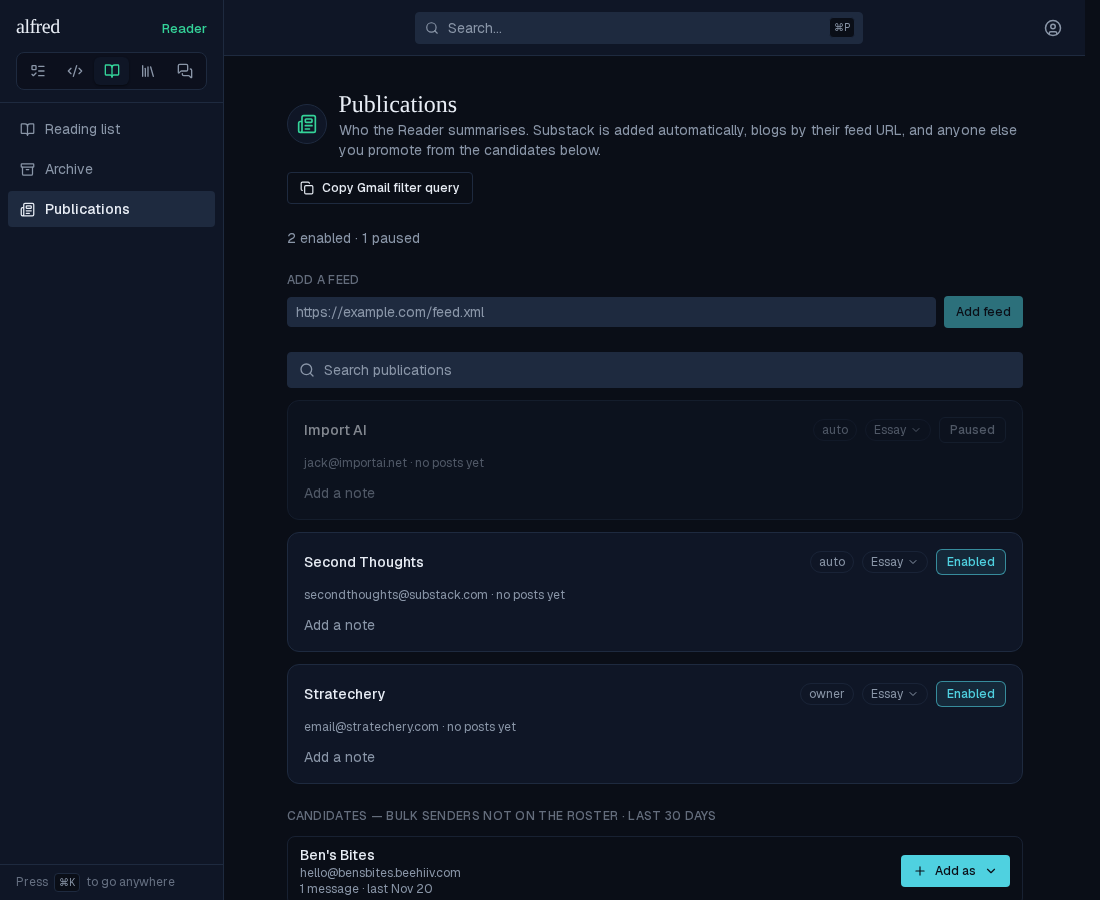 alfred
Reader
Search...
⌘P
Reading list
Archive
Publications
Publications
Who the Reader summarises. Substack is added automatically, blogs by their feed URL, and anyone else
you promote from the candidates below.
Copy Gmail filter query
2 enabled · 1 paused
ADD A FEED
https://example.com/feed.xml
Add feed
Search publications
Import AI
auto
Essay
Paused
jack@importai.net · no posts yet
Add a note
Second Thoughts
auto
Essay
Enabled
secondthoughts@substack.com · no posts yet
Add a note
Stratechery
owner
Essay
Enabled
email@stratechery.com · no posts yet
Add a note
CANDIDATES — BULK SENDERS NOT ON THE ROSTER · LAST 30 DAYS
Ben's Bites
hello@bensbites.beehiiv.com
1 message · last Nov 20
Add as
Press ⌘K to go anywhere